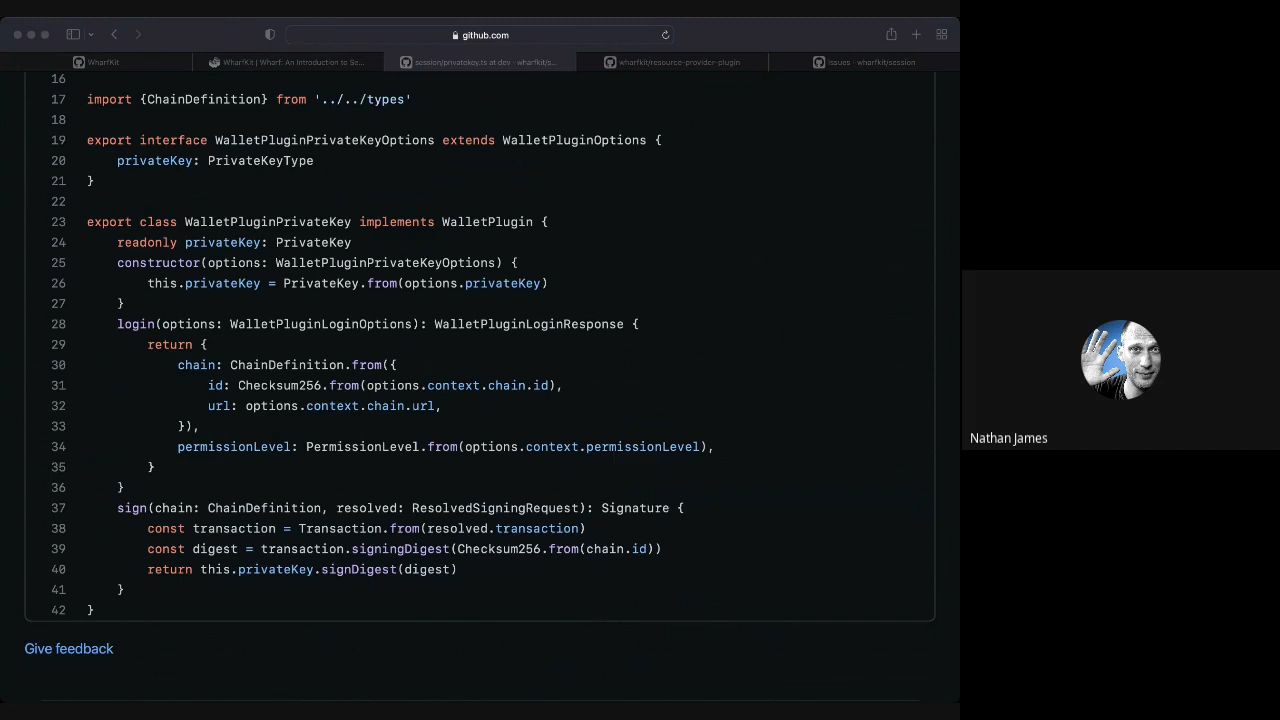 github.com
WharfKit
WharfKit | Wharf: An Introduction to Se...
session/privatekey.ts at dev · wharfkit/s...
wharfkit/resource-provider-plugin
Issues · wharfkit/session
16
17 import {ChainDefinition} from '../../types'
18
19 export interface WalletPluginPrivateKeyOptions extends WalletPluginOptions {
20 privateKey: PrivateKeyType
21 }
22
23 export class WalletPluginPrivateKey implements WalletPlugin {
24 readonly privateKey: PrivateKey
25 constructor(options: WalletPluginPrivateKeyOptions) {
26 this.privateKey = PrivateKey.from(options.privateKey)
27 }
28 login(options: WalletPluginLoginOptions): WalletPluginLoginResponse {
29 return {
30 chain: ChainDefinition.from({
31 id: Checksum256.from(options.context.chain.id),
32 url: options.context.chain.url,
33 }),
34 permissionLevel: PermissionLevel.from(options.context.permissionLevel),
35 }
36 }
37 sign(chain: ChainDefinition, resolved: ResolvedSigningRequest): Signature {
38 const transaction = Transaction.from(resolved.transaction)
39 const digest = transaction.signingDigest(Checksum256.from(chain.id))
40 return this.privateKey.signDigest(digest)
41 }
42 }
Give feedback
Nathan James